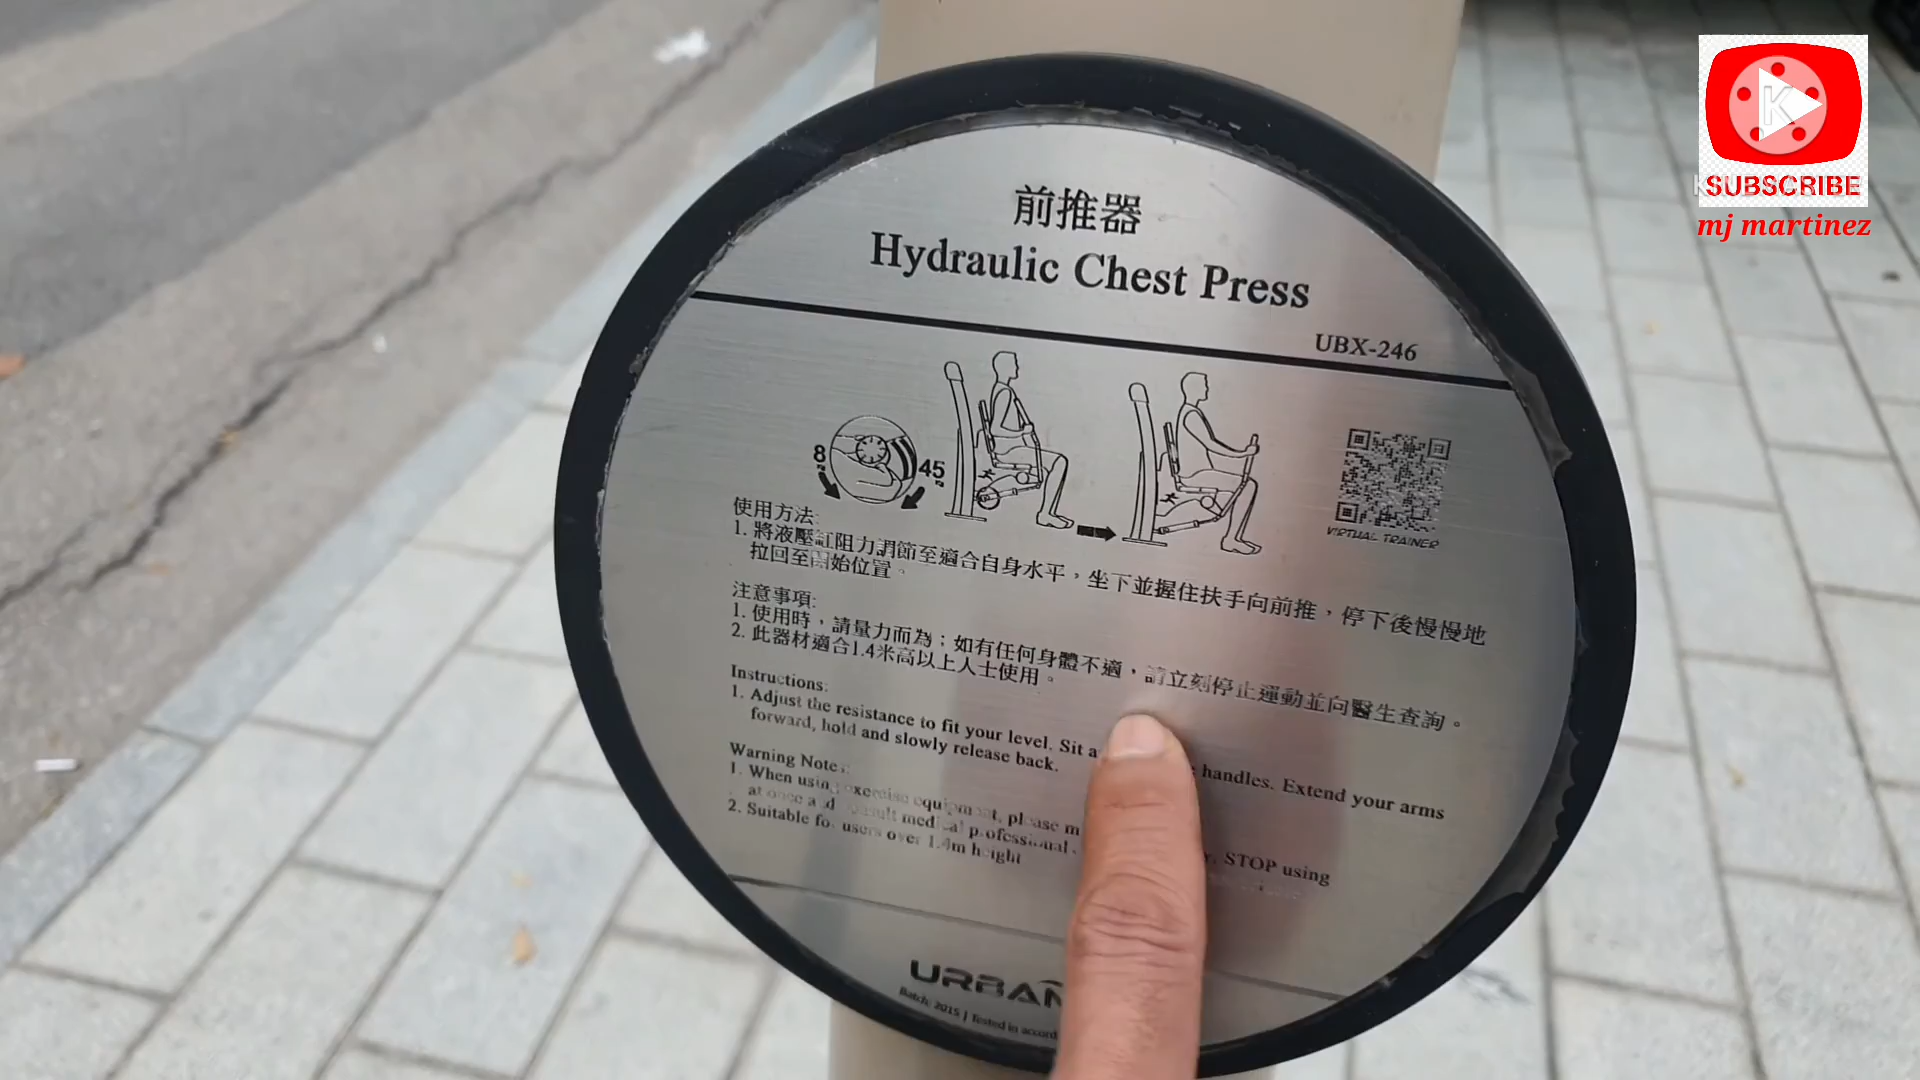 SUBSCRIBE
mj martinez
前推器
Hydraulic Chest Press
UBX-246
8
45
VIRTUAL TRAINER
使用方法:
1. 將液壓缸阻力調節至適合自身水平，坐下並握住扶手向前推，停下後慢慢地
拉回至開始位置。
注意事項:
1. 使用時，請量力而為；如有任何身體不適，請立刻停止運動並向醫生查詢。
2. 此器材適合1.4米高以上人士使用。
Instructions:
1. Adjust the resistance to fit your level. Sit handles. Extend your arms
forward, hold and slowly release back.
Warning Notes:
1. When using exercise equipment, please STOP using
at once and consult medical professional
2. Suitable for users over 1.4m height
URBAN
Batch: 2015 | Tested in